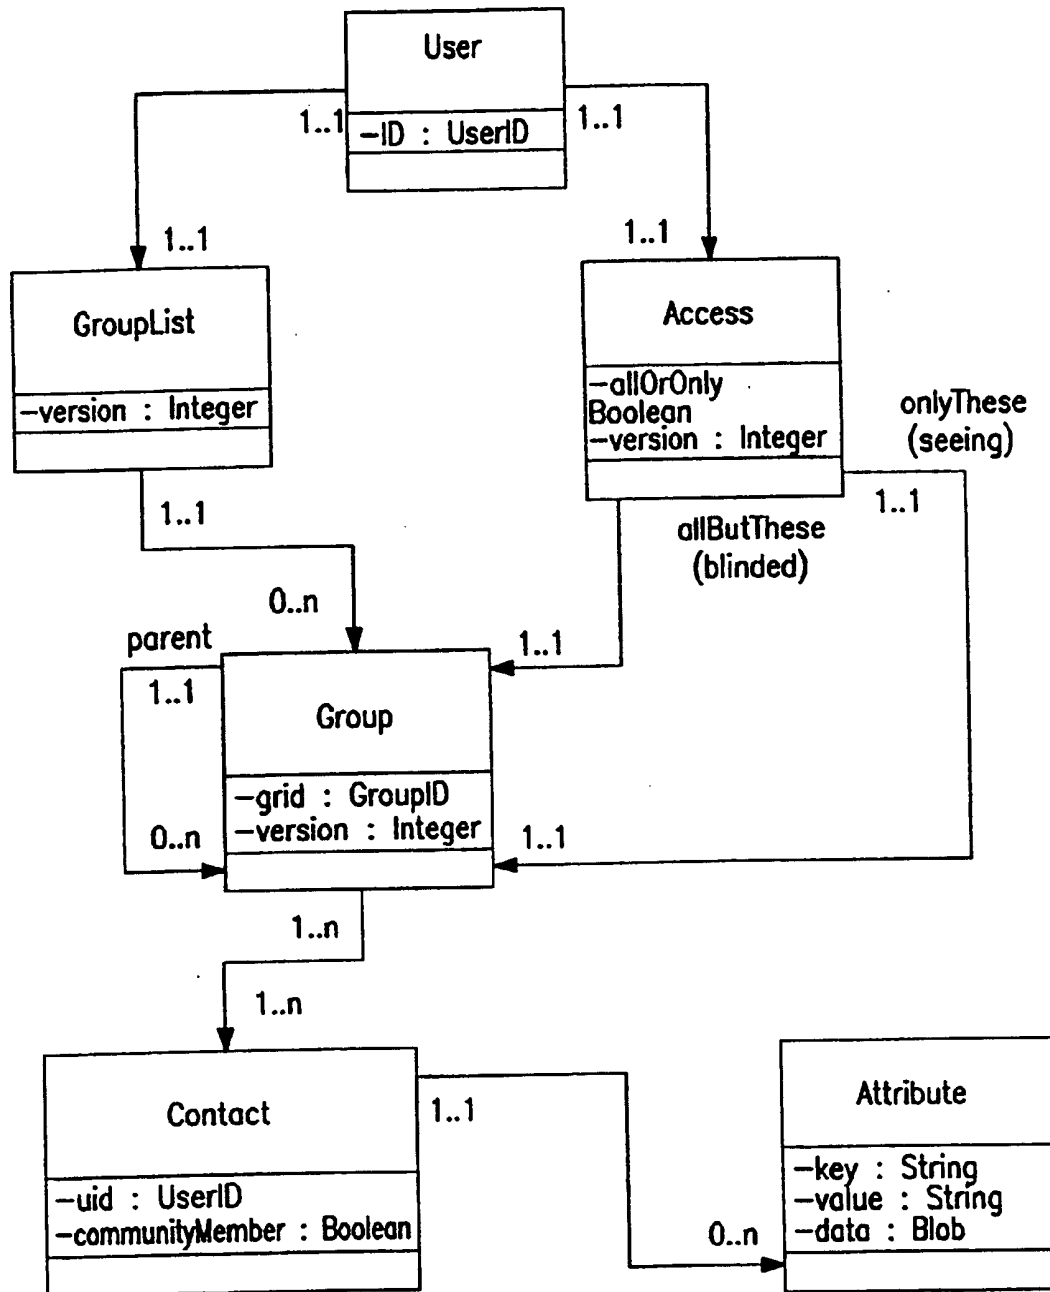 User
1..1
-ID : UserID
1..1
1..1
1..1
GroupList
-version : Integer
Access
-allOrOnly
Boolean
-version : Integer
onlyThese
(seeing)
1..1
1..1
allButThese
(blinded)
0..n
parent
1..1
1..1
Group
-grid : GroupID
-version : Integer
0..n
1..1
1..n
1..n
Contact
-uid : UserID
-communityMember : Boolean
1..1
Attribute
-key : String
-value : String
-data : Blob
0..n